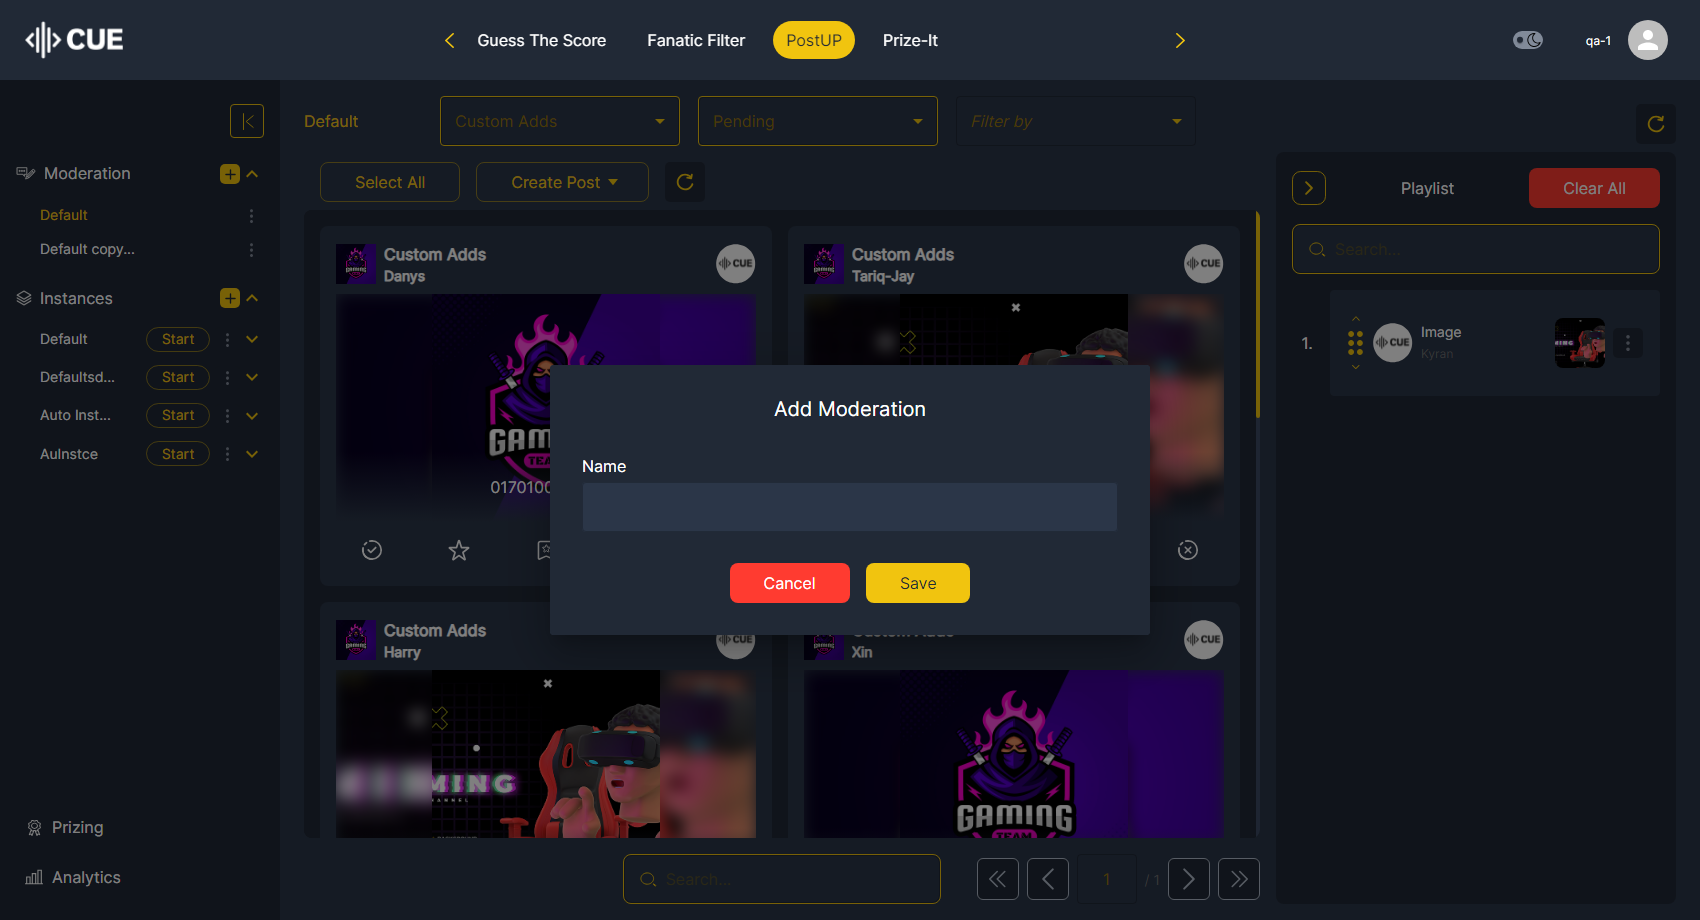 CUE
Guess The Score
Fanatic Filter
PostUP
Prize-It
qa-1
Default
Custom Adds
Pending
Filter by
Moderation
Default
Default copy...
Instances
Default Start
Defaultsd... Start
Auto Inst... Start
AuInstce Start
Prizing
Analytics
Select All
Create Post
Custom Adds
Danys
CUE
GAM
TEA
0170100
Custom Adds
Tariq-Jay
CUE
Add Moderation
Name
Cancel
Save
Custom Adds
Harry
CUE
MING
Custom Adds
Xin
CUE
GAMING
TEAM
Search...
1
/ 1
Playlist
Clear All
Search...
1.
CUE
Image
Kyran